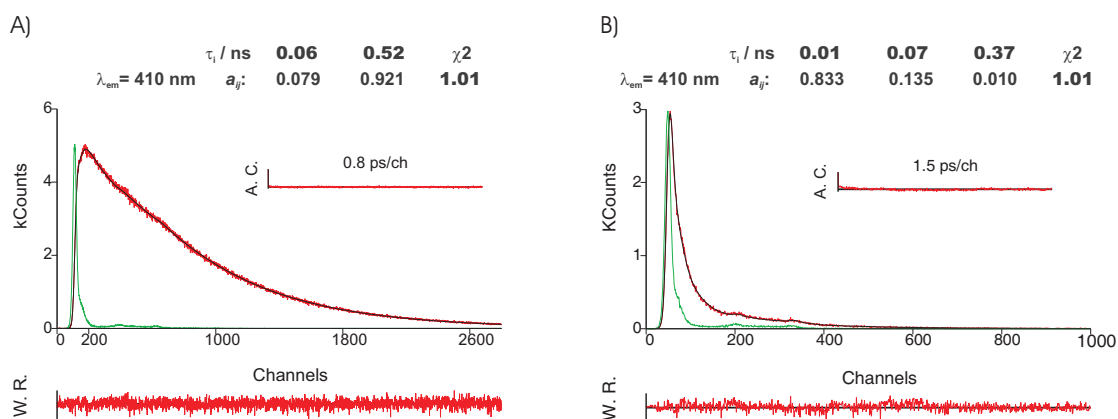 A)
τi / ns 0.06 0.52 χ2
λem= 410 nm aij: 0.079 0.921 1.01
6
4
2
0
kCounts
A. C.
0.8 ps/ch
200 1000 1800 2600
Channels
W. R.
B)
τi / ns 0.01 0.07 0.37 χ2
λem= 410 nm aij: 0.833 0.135 0.010 1.01
3
2
1
0
KCounts
A. C.
1.5 ps/ch
0 200 400 600 800 1000
Channels
W. R.